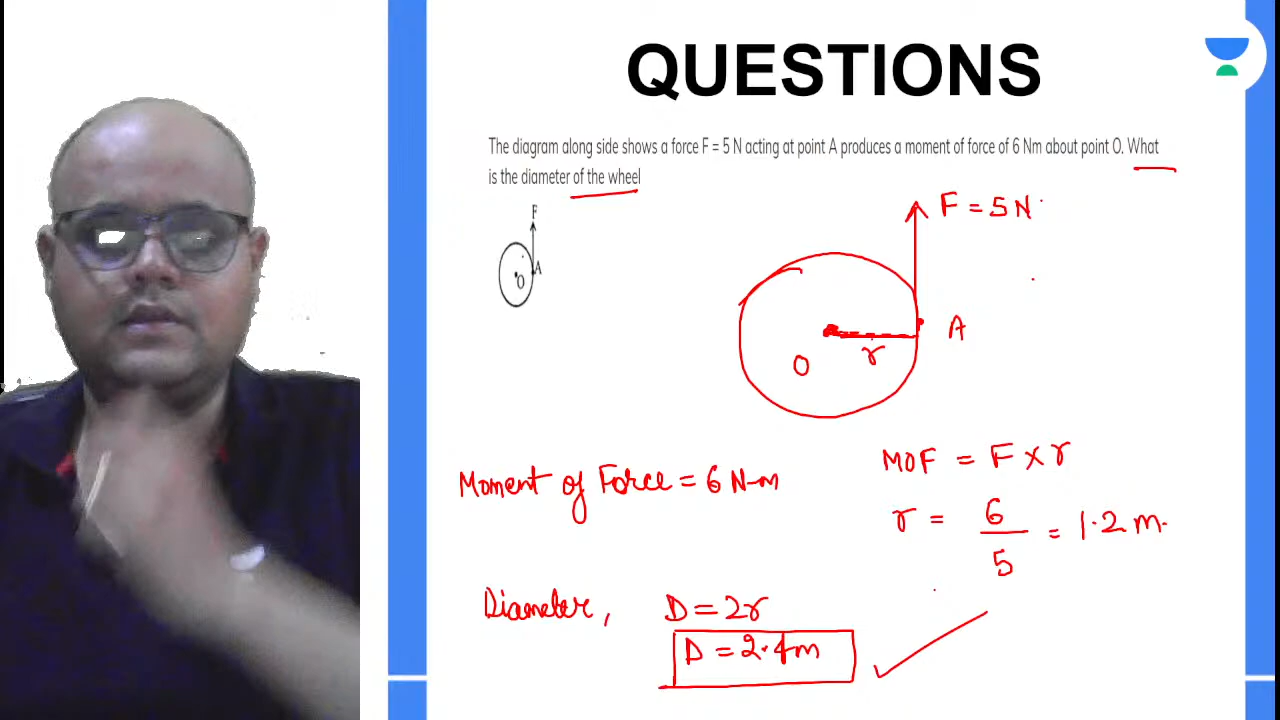 QUESTIONS
The diagram along side shows a force F = 5 N acting at point A produces a moment of force of 6 Nm about point O. What
is the diameter of the wheel
F
A
O
F = 5 N
A
r
O
Moment of Force = 6 N-m
MOF = F × r
r = 6/5 = 1.2 m.
Diameter, D = 2r
D = 2.4m